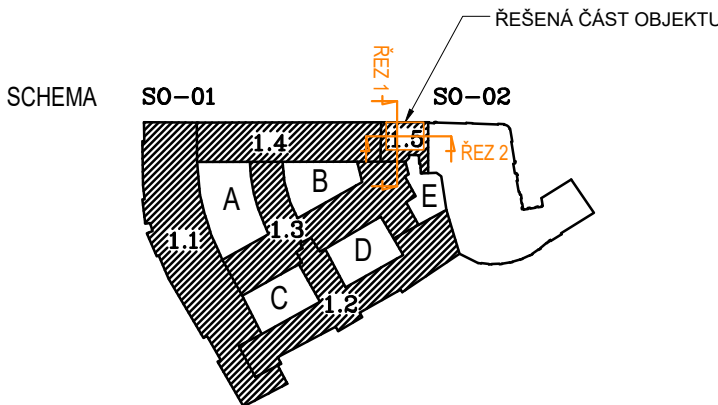 ŘEŠENÁ ČÁST OBJEKTU
SCHEMA
SO-01
SO-02
ŘEZ 1
ŘEZ 2
1.4
1.5
A
B
E
1.1
1.3
D
C
1.2